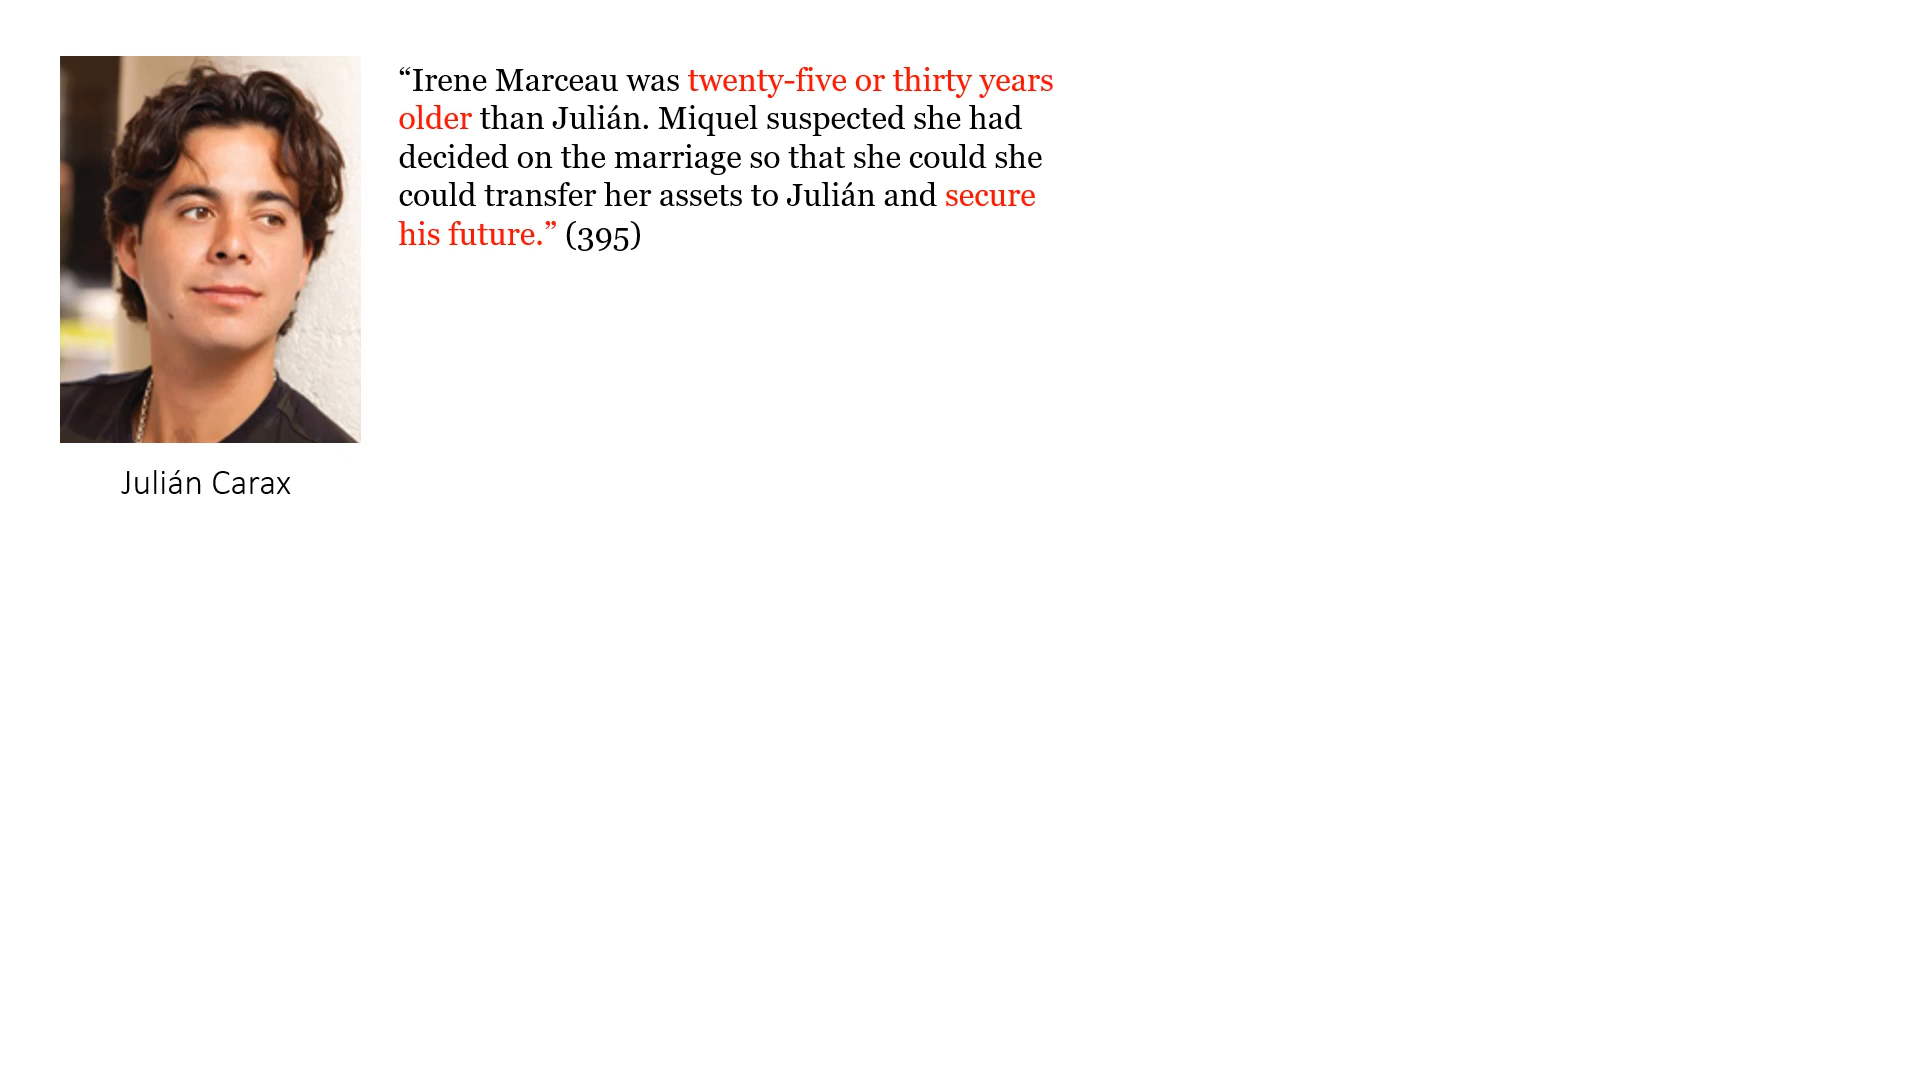 “Irene Marceau was twenty-five or thirty years
older than Julián. Miquel suspected she had
decided on the marriage so that she could she
could transfer her assets to Julián and secure
his future.” (395)
Julián Carax